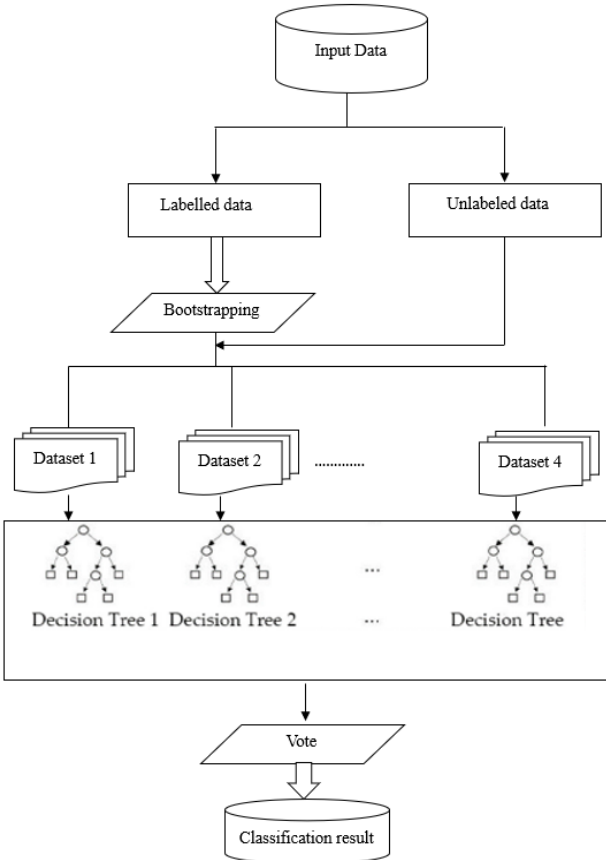 Input Data
Labelled data
Unlabeled data
Bootstrapping
Dataset 1
Dataset 2
.............
Dataset 4
...
Decision Tree 1
Decision Tree 2
...
Decision Tree
Vote
Classification result